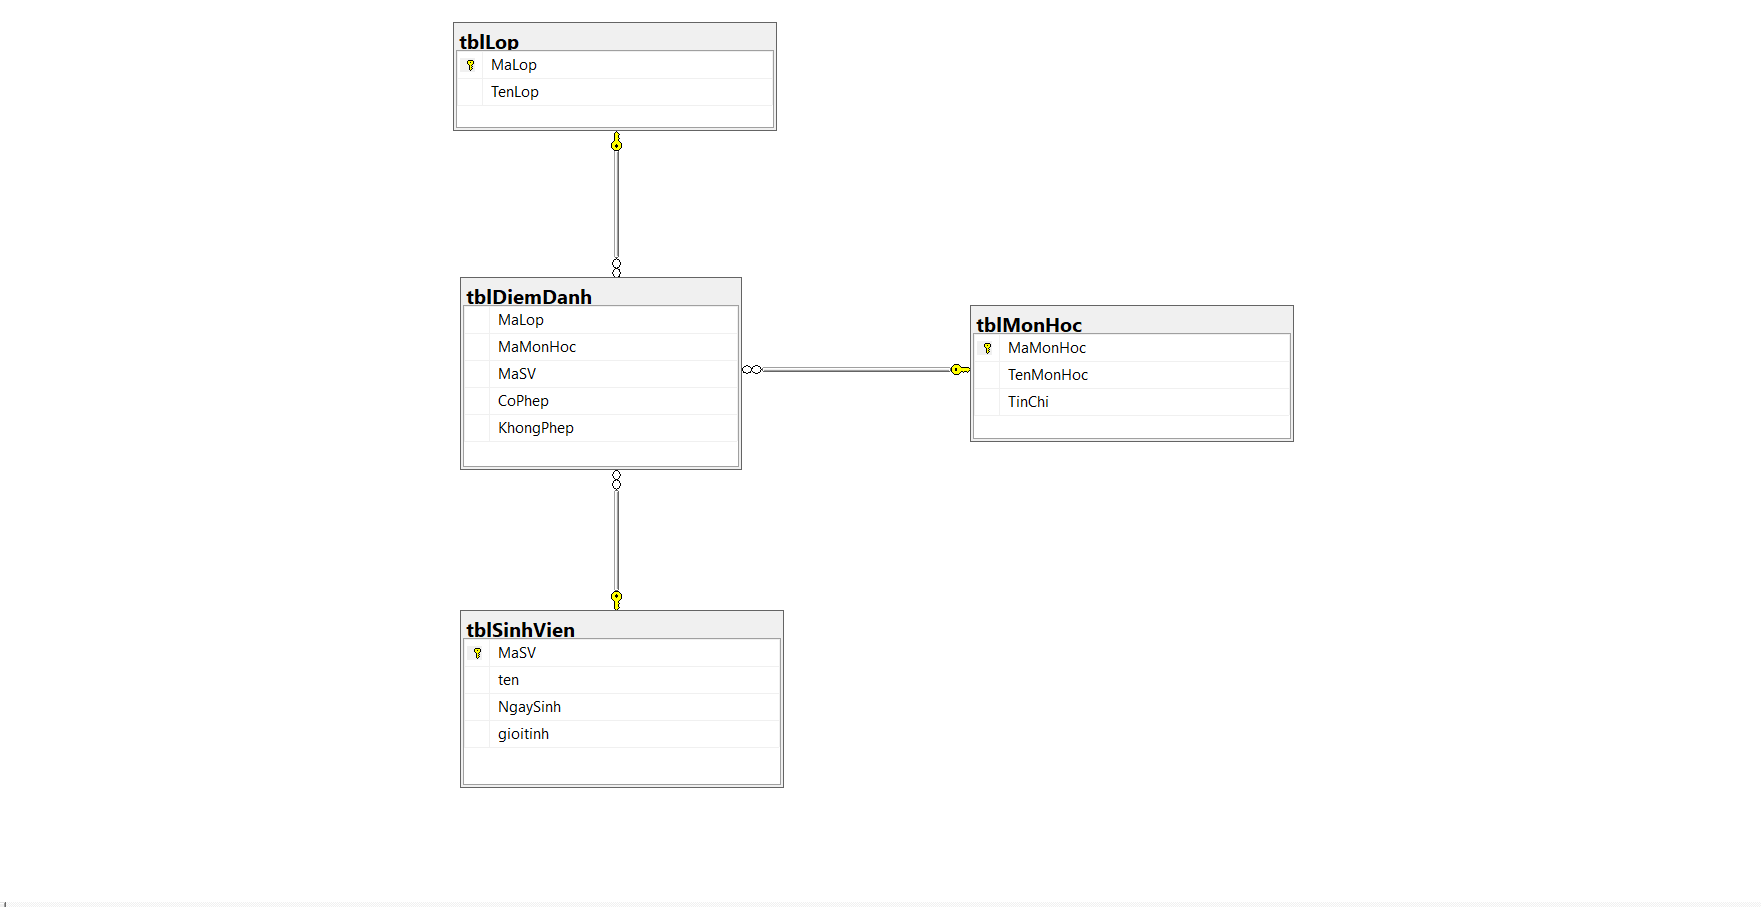 tblLop
MaLop
TenLop
tblDiemDanh
MaLop
MaMonHoc
MaSV
CoPhep
KhongPhep
tblMonHoc
MaMonHoc
TenMonHoc
TinChi
tblSinhVien
MaSV
ten
NgaySinh
gioitinh